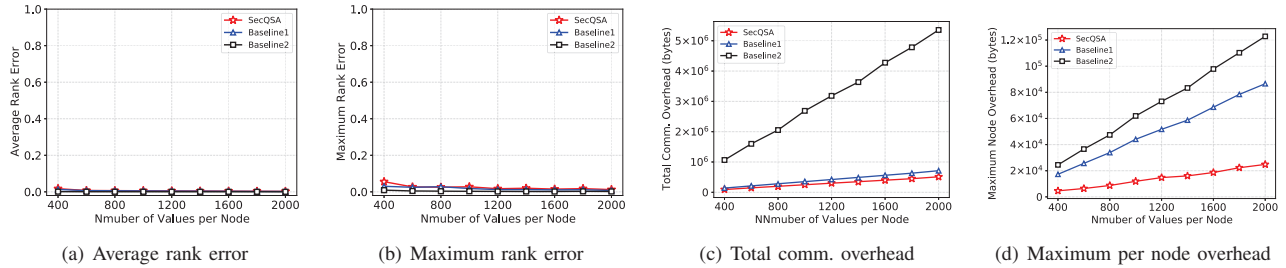 Average Rank Error
1.0
0.8
0.6
0.4
0.2
0.0
400 800 1200 1600 2000
Nmuber of Values per Node
SecQSA
Baseline1
Baseline2
(a) Average rank error
Maximum Rank Error
1.0
0.8
0.6
0.4
0.2
0.0
400 800 1200 1600 2000
Nmuber of Values per Node
SecQSA
Baseline1
Baseline2
(b) Maximum rank error
Total Comm. Overhead (bytes)
5×10⁶
4×10⁶
3×10⁶
2×10⁶
10⁶
0
400 800 1200 1600 2000
NNmuber of Values per Node
SecQSA
Baseline1
Baseline2
(c) Total comm. overhead
Maximum Node Overhead (bytes)
1.2×10⁵
10⁵
8×10⁴
6×10⁴
4×10⁴
2×10⁴
0
400 800 1200 1600 2000
Nmuber of Values per Node
SecQSA
Baseline1
Baseline2
(d) Maximum per node overhead